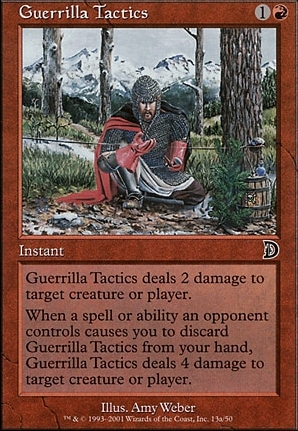 Guerrilla Tactics 1
Instant
Guerrilla Tactics deals 2 damage to
target creature or player.
When a spell or ability an opponent
controls causes you to discard
Guerrilla Tactics from your hand,
Guerrilla Tactics deals 4 damage to
target creature or player.
Illus. Amy Weber
™ & © 1993–2001 Wizards of the Coast, Inc. 13a/50